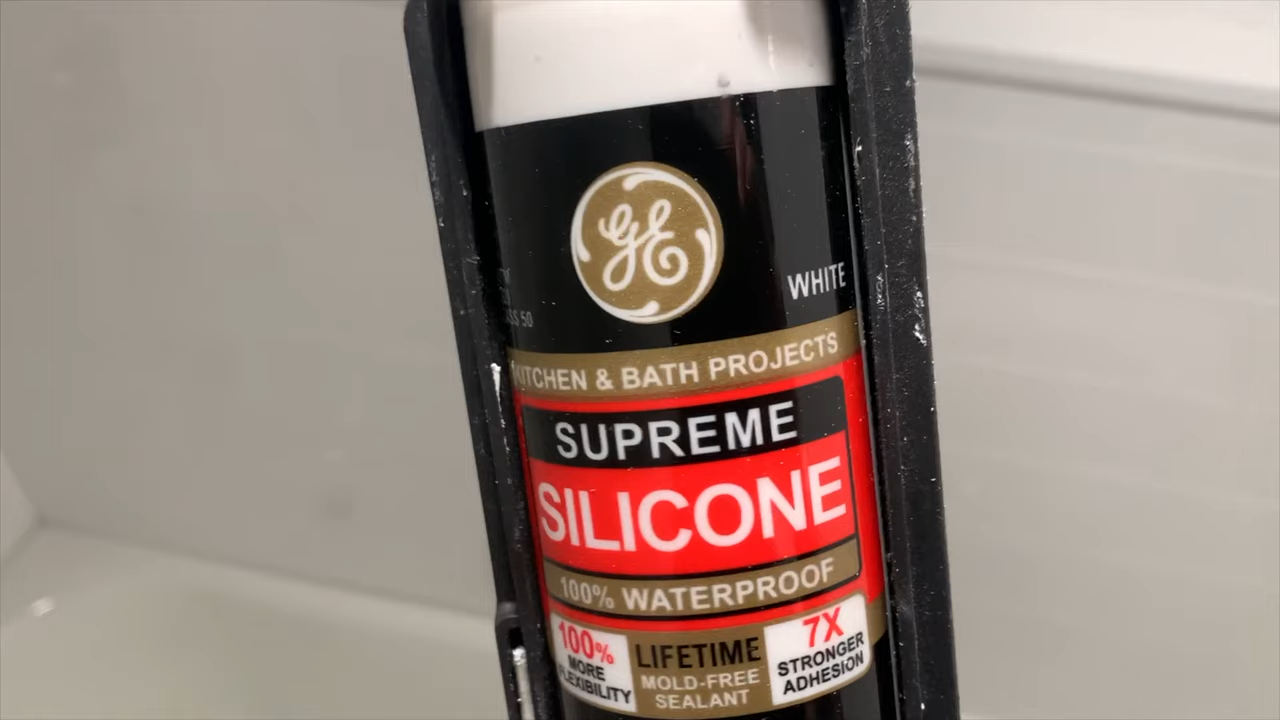 GE
WHITE
50
KITCHEN & BATH PROJECTS
SUPREME
SILICONE
100% WATERPROOF
100%
MORE
FLEXIBILITY
LIFETIME
MOLD-FREE
SEALANT
7X
STRONGER
ADHESION